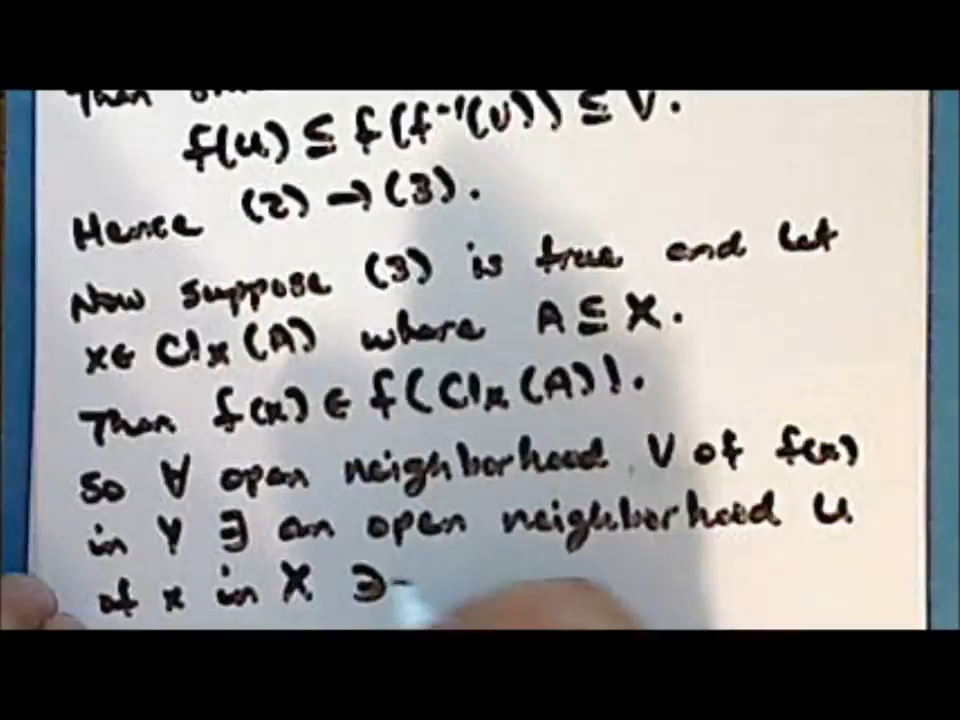 Then
f(U) ⊆ f(f⁻¹(V)) ⊆ V.
Hence (2) → (3).
Now suppose (3) is true and let
x∈ Clx (A) where A ⊆ X.
Then f(x) ∈ f(Clx (A)).
So ∀ open neighborhood V of f(x)
in Y ∃ an open neighborhood U
of x in X ∋